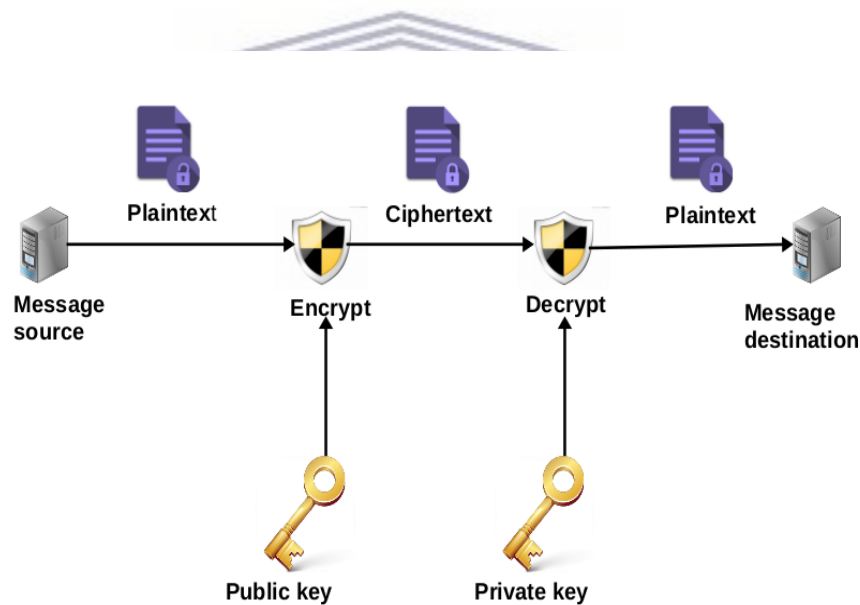 Plaintext
Ciphertext
Plaintext
Message
source
Encrypt
Decrypt
Message
destination
Public key
Private key